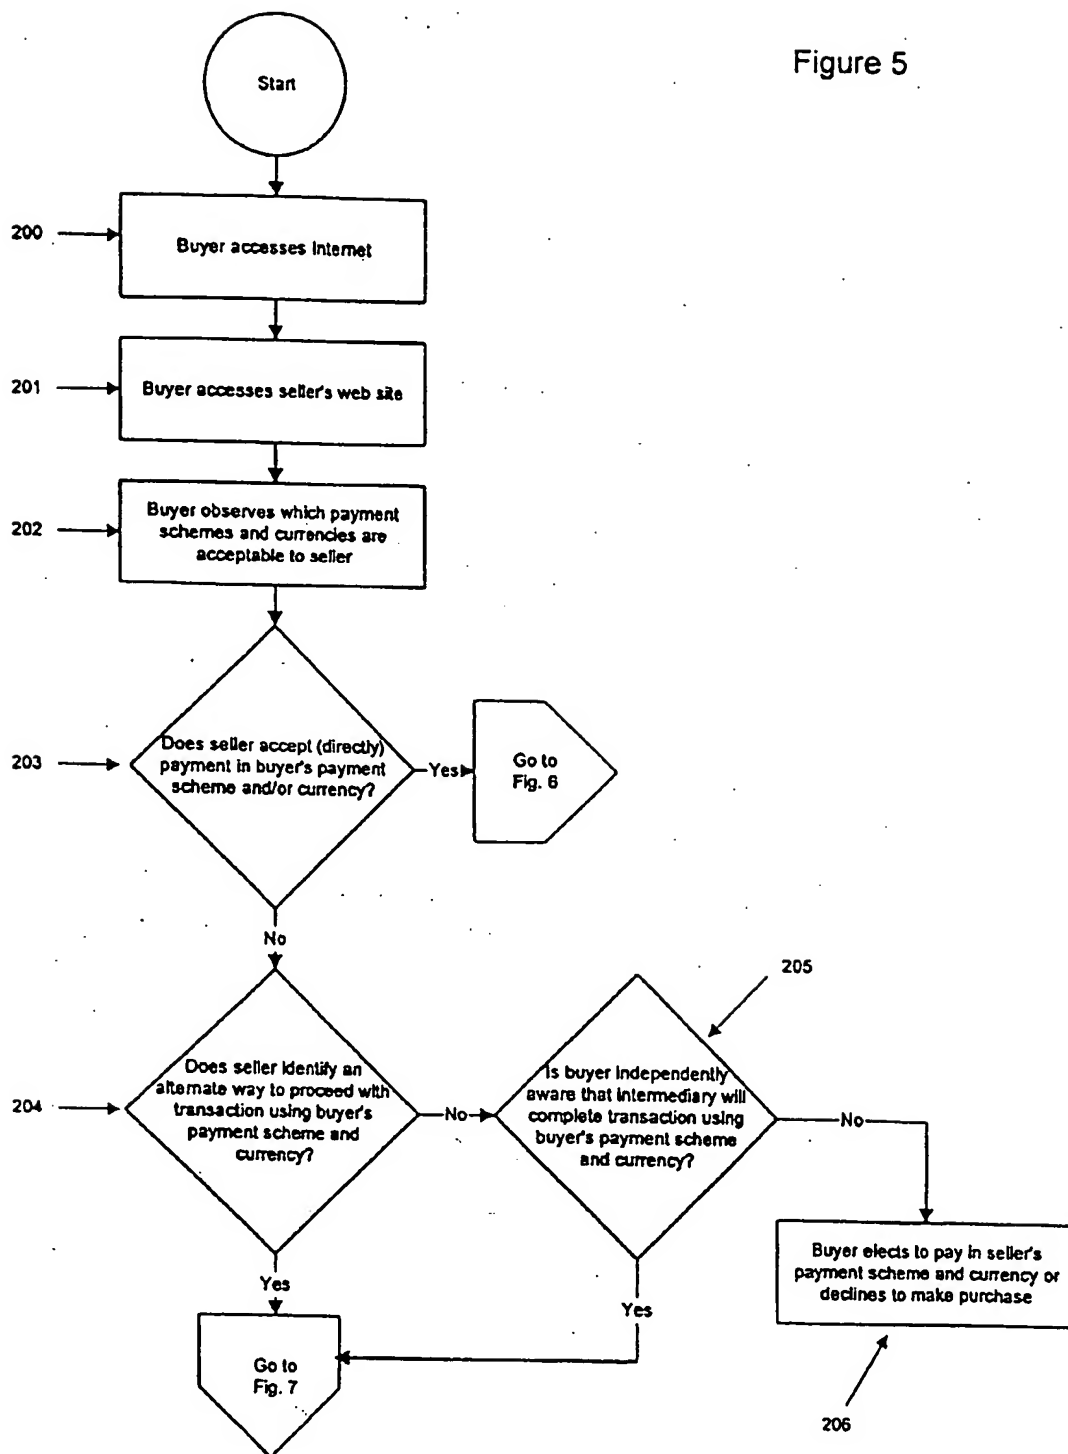 Figure 5
Start
200
Buyer accesses Internet
201
Buyer accesses seller's web site
202
Buyer observes which payment
schemes and currencies are
acceptable to seller
203
Does seller accept (directly)
payment in buyer's payment
scheme and/or currency?
Yes
Go to
Fig. 6
No
204
Does seller identify an
alternate way to proceed with
transaction using buyer's
payment scheme and
currency?
No
205
Is buyer independently
aware that intermediary will
complete transaction using
buyer's payment scheme
and currency?
No
Buyer elects to pay in seller's
payment scheme and currency or
declines to make purchase
206
Yes
Yes
Go to
Fig. 7